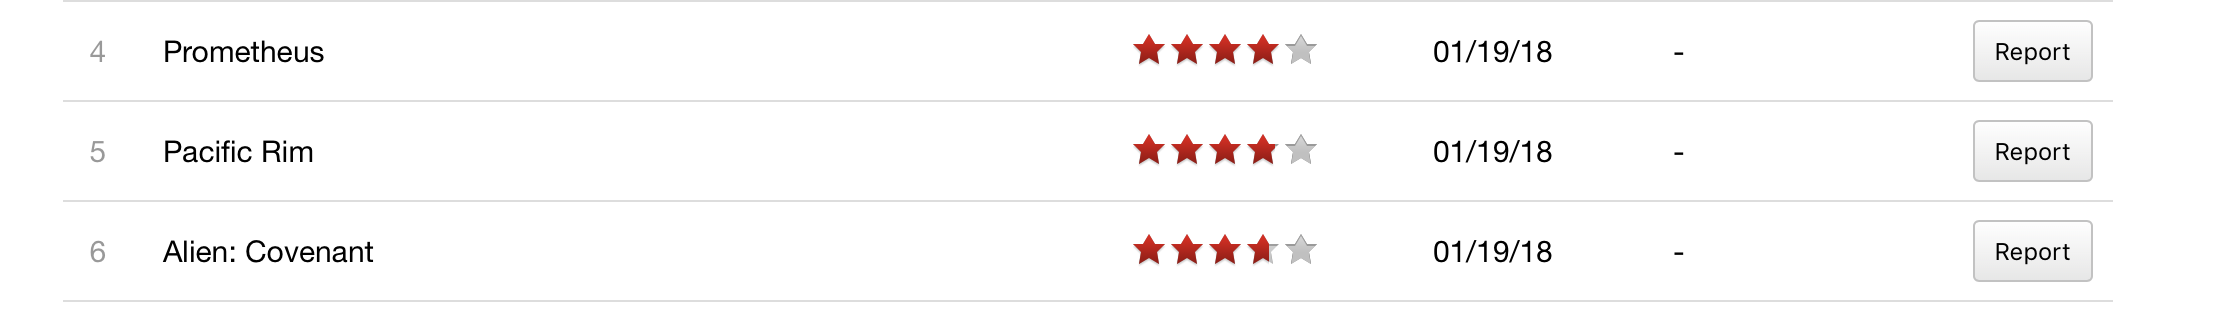 4 Prometheus 01/19/18 - Report
5 Pacific Rim 01/19/18 - Report
6 Alien: Covenant 01/19/18 - Report